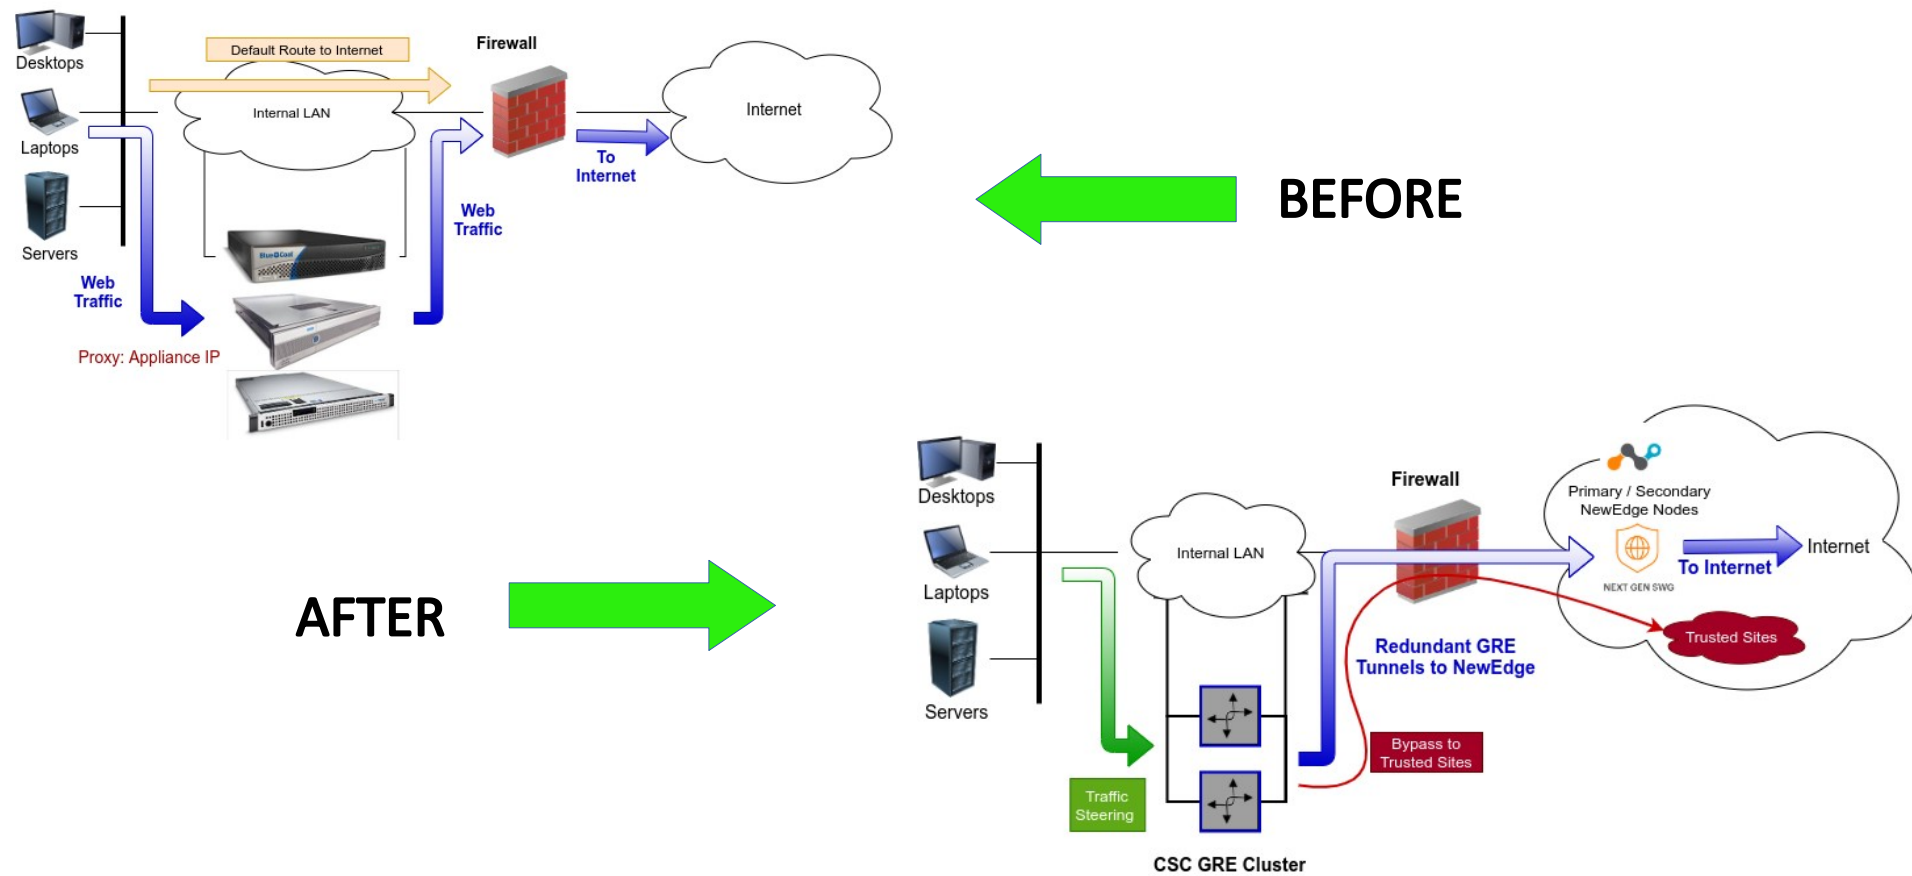 Desktops
Laptops
Servers
Default Route to Internet
Internal LAN
Firewall
Internet
To
Internet
Web
Traffic
Web
Traffic
Proxy: Appliance IP
Blue Coat
BEFORE
AFTER
Desktops
Laptops
Servers
Internal LAN
Firewall
Primary / Secondary
NewEdge Nodes
NEXT GEN SWG
To Internet
Internet
Trusted Sites
Redundant GRE
Tunnels to NewEdge
Bypass to
Trusted Sites
Traffic
Steering
CSC GRE Cluster